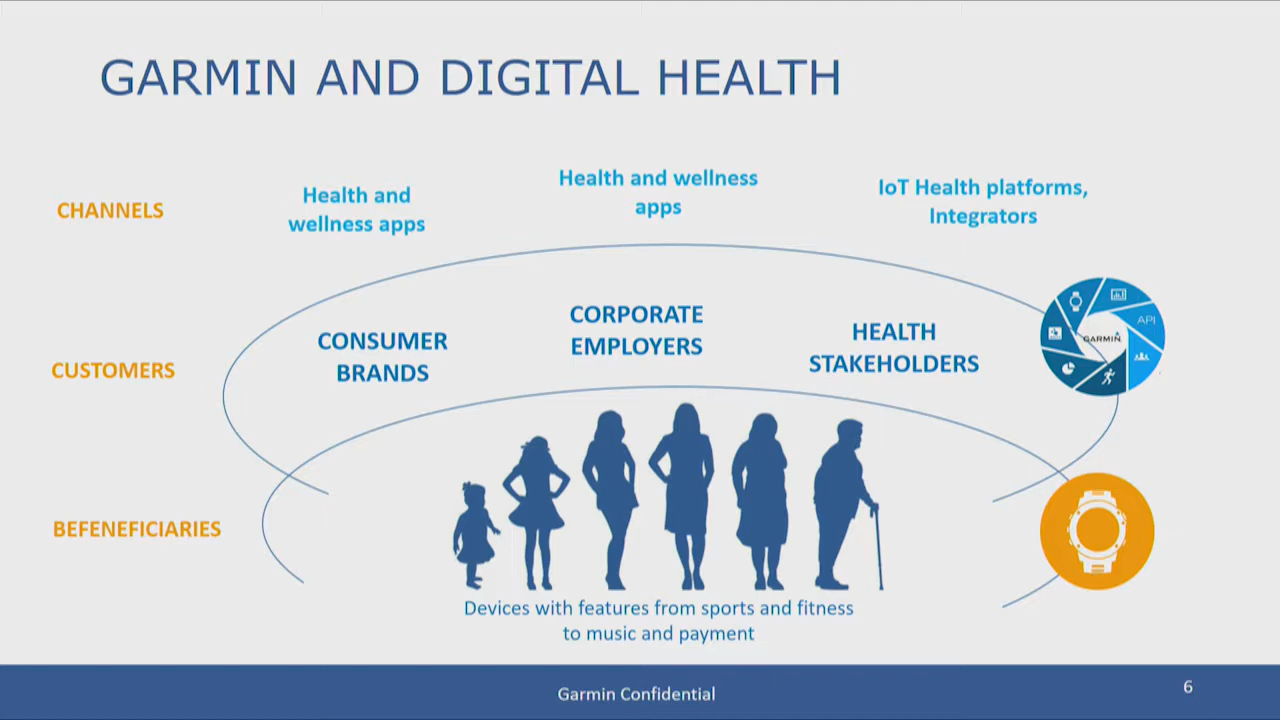 GARMIN AND DIGITAL HEALTH
CHANNELS
Health and
wellness apps
Health and wellness
apps
IoT Health platforms,
Integrators
CUSTOMERS
CONSUMER
BRANDS
CORPORATE
EMPLOYERS
HEALTH
STAKEHOLDERS
API
GARMIN
BEFENEFICIARIES
Devices with features from sports and fitness
to music and payment
Garmin Confidential
6